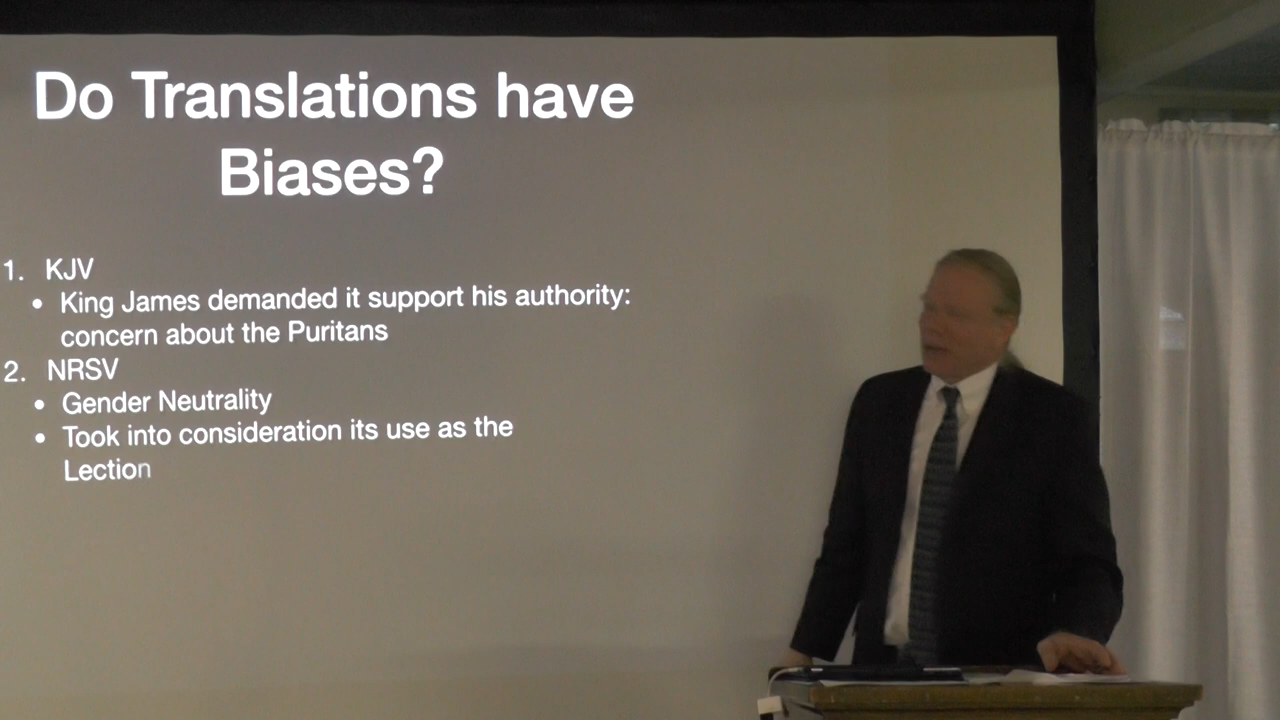 Do Translations have
Biases?
1. KJV
• King James demanded it support his authority:
concern about the Puritans
2. NRSV
• Gender Neutrality
• Took into consideration its use as the
Lection